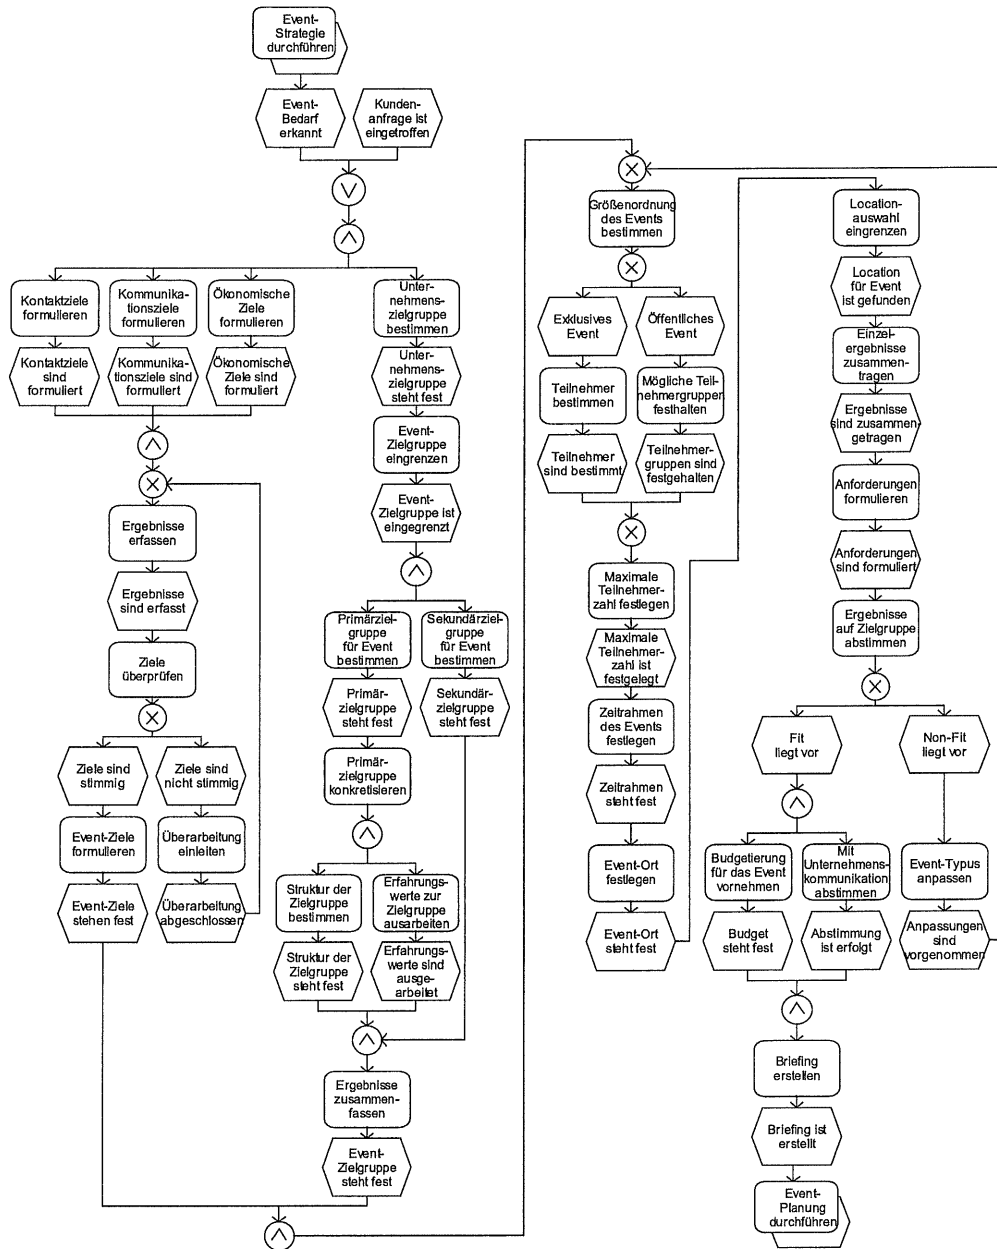 Event-
Strategie
durchführen
Event-
Bedarf
erkannt
Kunden-
anfrage ist
eingetroffen
Kontaktziele
formulieren
Kommunika-
tionsziele
formulieren
Ökonomische
Ziele
formulieren
Unter-
nehmens-
zielgruppe
bestimmen
Kontaktziele
sind
formuliert
Kommunika-
tionsziele sind
formuliert
Ökonomische
Ziele sind
formuliert
Unter-
nehmens-
zielgruppe
steht fest
Event-
Zielgruppe
eingrenzen
Event-
Zielgruppe ist
eingegrenzt
Ergebnisse
erfassen
Ergebnisse
sind erfasst
Ziele
überprüfen
Ziele sind
stimmig
Ziele sind
nicht stimmig
Event-Ziele
formulieren
Überarbeitung
einleiten
Event-Ziele
stehen fest
Überarbeitung
abgeschlossen
Primärziel-
gruppe
für Event
bestimmen
Sekundärziel-
gruppe für
Event
bestimmen
Primär-
zielgruppe
steht fest
Sekundär-
zielgruppe
steht fest
Primär-
zielgruppe
konkretisieren
Struktur der
Zielgruppe
bestimmen
Erfahrungs-
werte zur
Zielgruppe
ausarbeiten
Struktur der
Zielgruppe
steht fest
Erfahrungs-
werte sind
ausge-
arbeitet
Ergebnisse
zusammen-
fassen
Event-
Zielgruppe
steht fest
Größenordnung
des Events
bestimmen
Exklusives
Event
Öffentliches
Event
Teilnehmer
bestimmen
Mögliche Teil-
nehmergruppen
festhalten
Teilnehmer
sind bestimmt
Teilnehmer-
gruppen sind
festgehalten
Maximale
Teilnehmer-
zahl festlegen
Maximale
Teilnehmer-
zahl ist
festgelegt
Zeitrahmen
des Events
festlegen
Zeitrahmen
steht fest
Event-Ort
festlegen
Event-Ort
steht fest
Location-
auswahl
eingrenzen
Location
für Event
ist gefunden
Einzel-
ergebnisse
zusammen-
tragen
Ergebnisse
sind zusammen-
getragen
Anforderungen
formulieren
Anforderungen
sind formuliert
Ergebnisse
auf Zielgruppe
abstimmen
Fit
liegt vor
Non-Fit
liegt vor
Budgetierung
für das Event
vornehmen
Mit
Unternehmens-
kommunikation
abstimmen
Event-Typus
anpassen
Budget
steht fest
Abstimmung
ist erfolgt
Anpassungen
sind
vorgenommen
Briefing
erstellen
Briefing ist
erstellt
Event-
Planung
durchführen